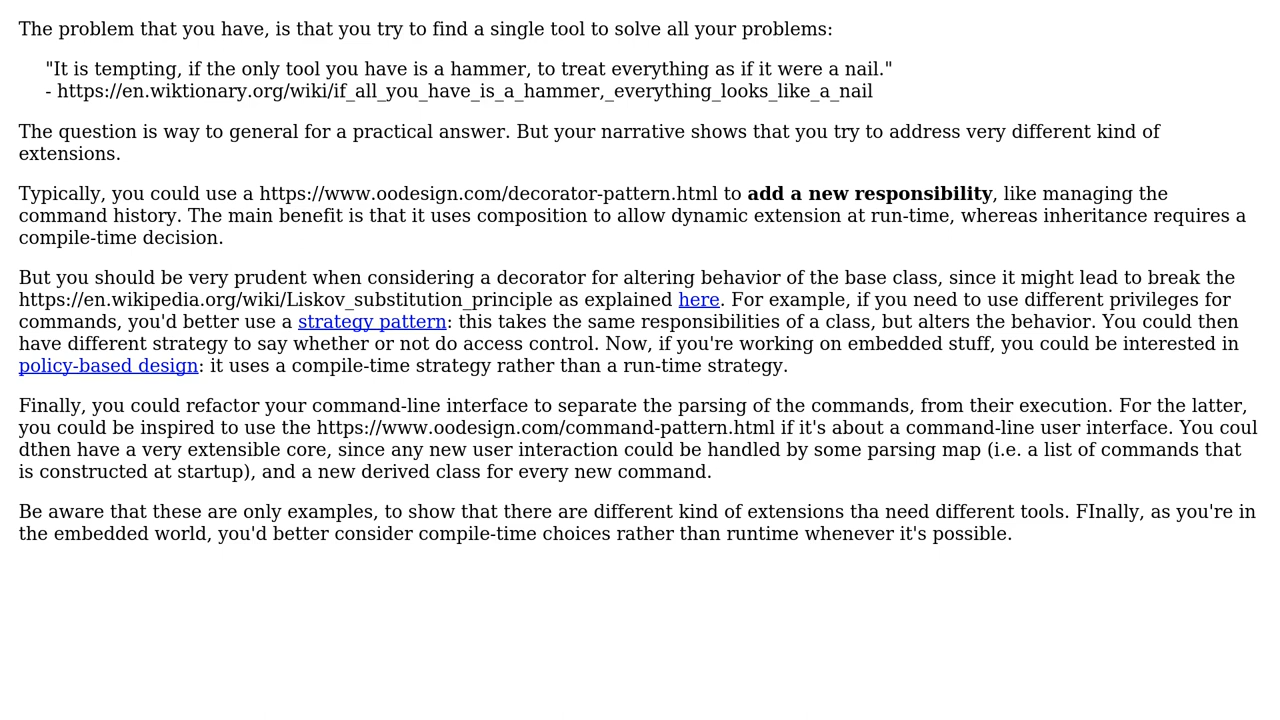 The problem that you have, is that you try to find a single tool to solve all your problems:
"It is tempting, if the only tool you have is a hammer, to treat everything as if it were a nail."
- https://en.wiktionary.org/wiki/if_all_you_have_is_a_hammer,_everything_looks_like_a_nail
The question is way to general for a practical answer. But your narrative shows that you try to address very different kind of
extensions.
Typically, you could use a https://www.oodesign.com/decorator-pattern.html to add a new responsibility, like managing the
command history. The main benefit is that it uses composition to allow dynamic extension at run-time, whereas inheritance requires a
compile-time decision.
But you should be very prudent when considering a decorator for altering behavior of the base class, since it might lead to break the
https://en.wikipedia.org/wiki/Liskov_substitution_principle as explained here. For example, if you need to use different privileges for
commands, you'd better use a strategy pattern: this takes the same responsibilities of a class, but alters the behavior. You could then
have different strategy to say whether or not do access control. Now, if you're working on embedded stuff, you could be interested in
policy-based design: it uses a compile-time strategy rather than a run-time strategy.
Finally, you could refactor your command-line interface to separate the parsing of the commands, from their execution. For the latter,
you could be inspired to use the https://www.oodesign.com/command-pattern.html if it's about a command-line user interface. You coul
dthen have a very extensible core, since any new user interaction could be handled by some parsing map (i.e. a list of commands that
is constructed at startup), and a new derived class for every new command.
Be aware that these are only examples, to show that there are different kind of extensions tha need different tools. FInally, as you're in
the embedded world, you'd better consider compile-time choices rather than runtime whenever it's possible.